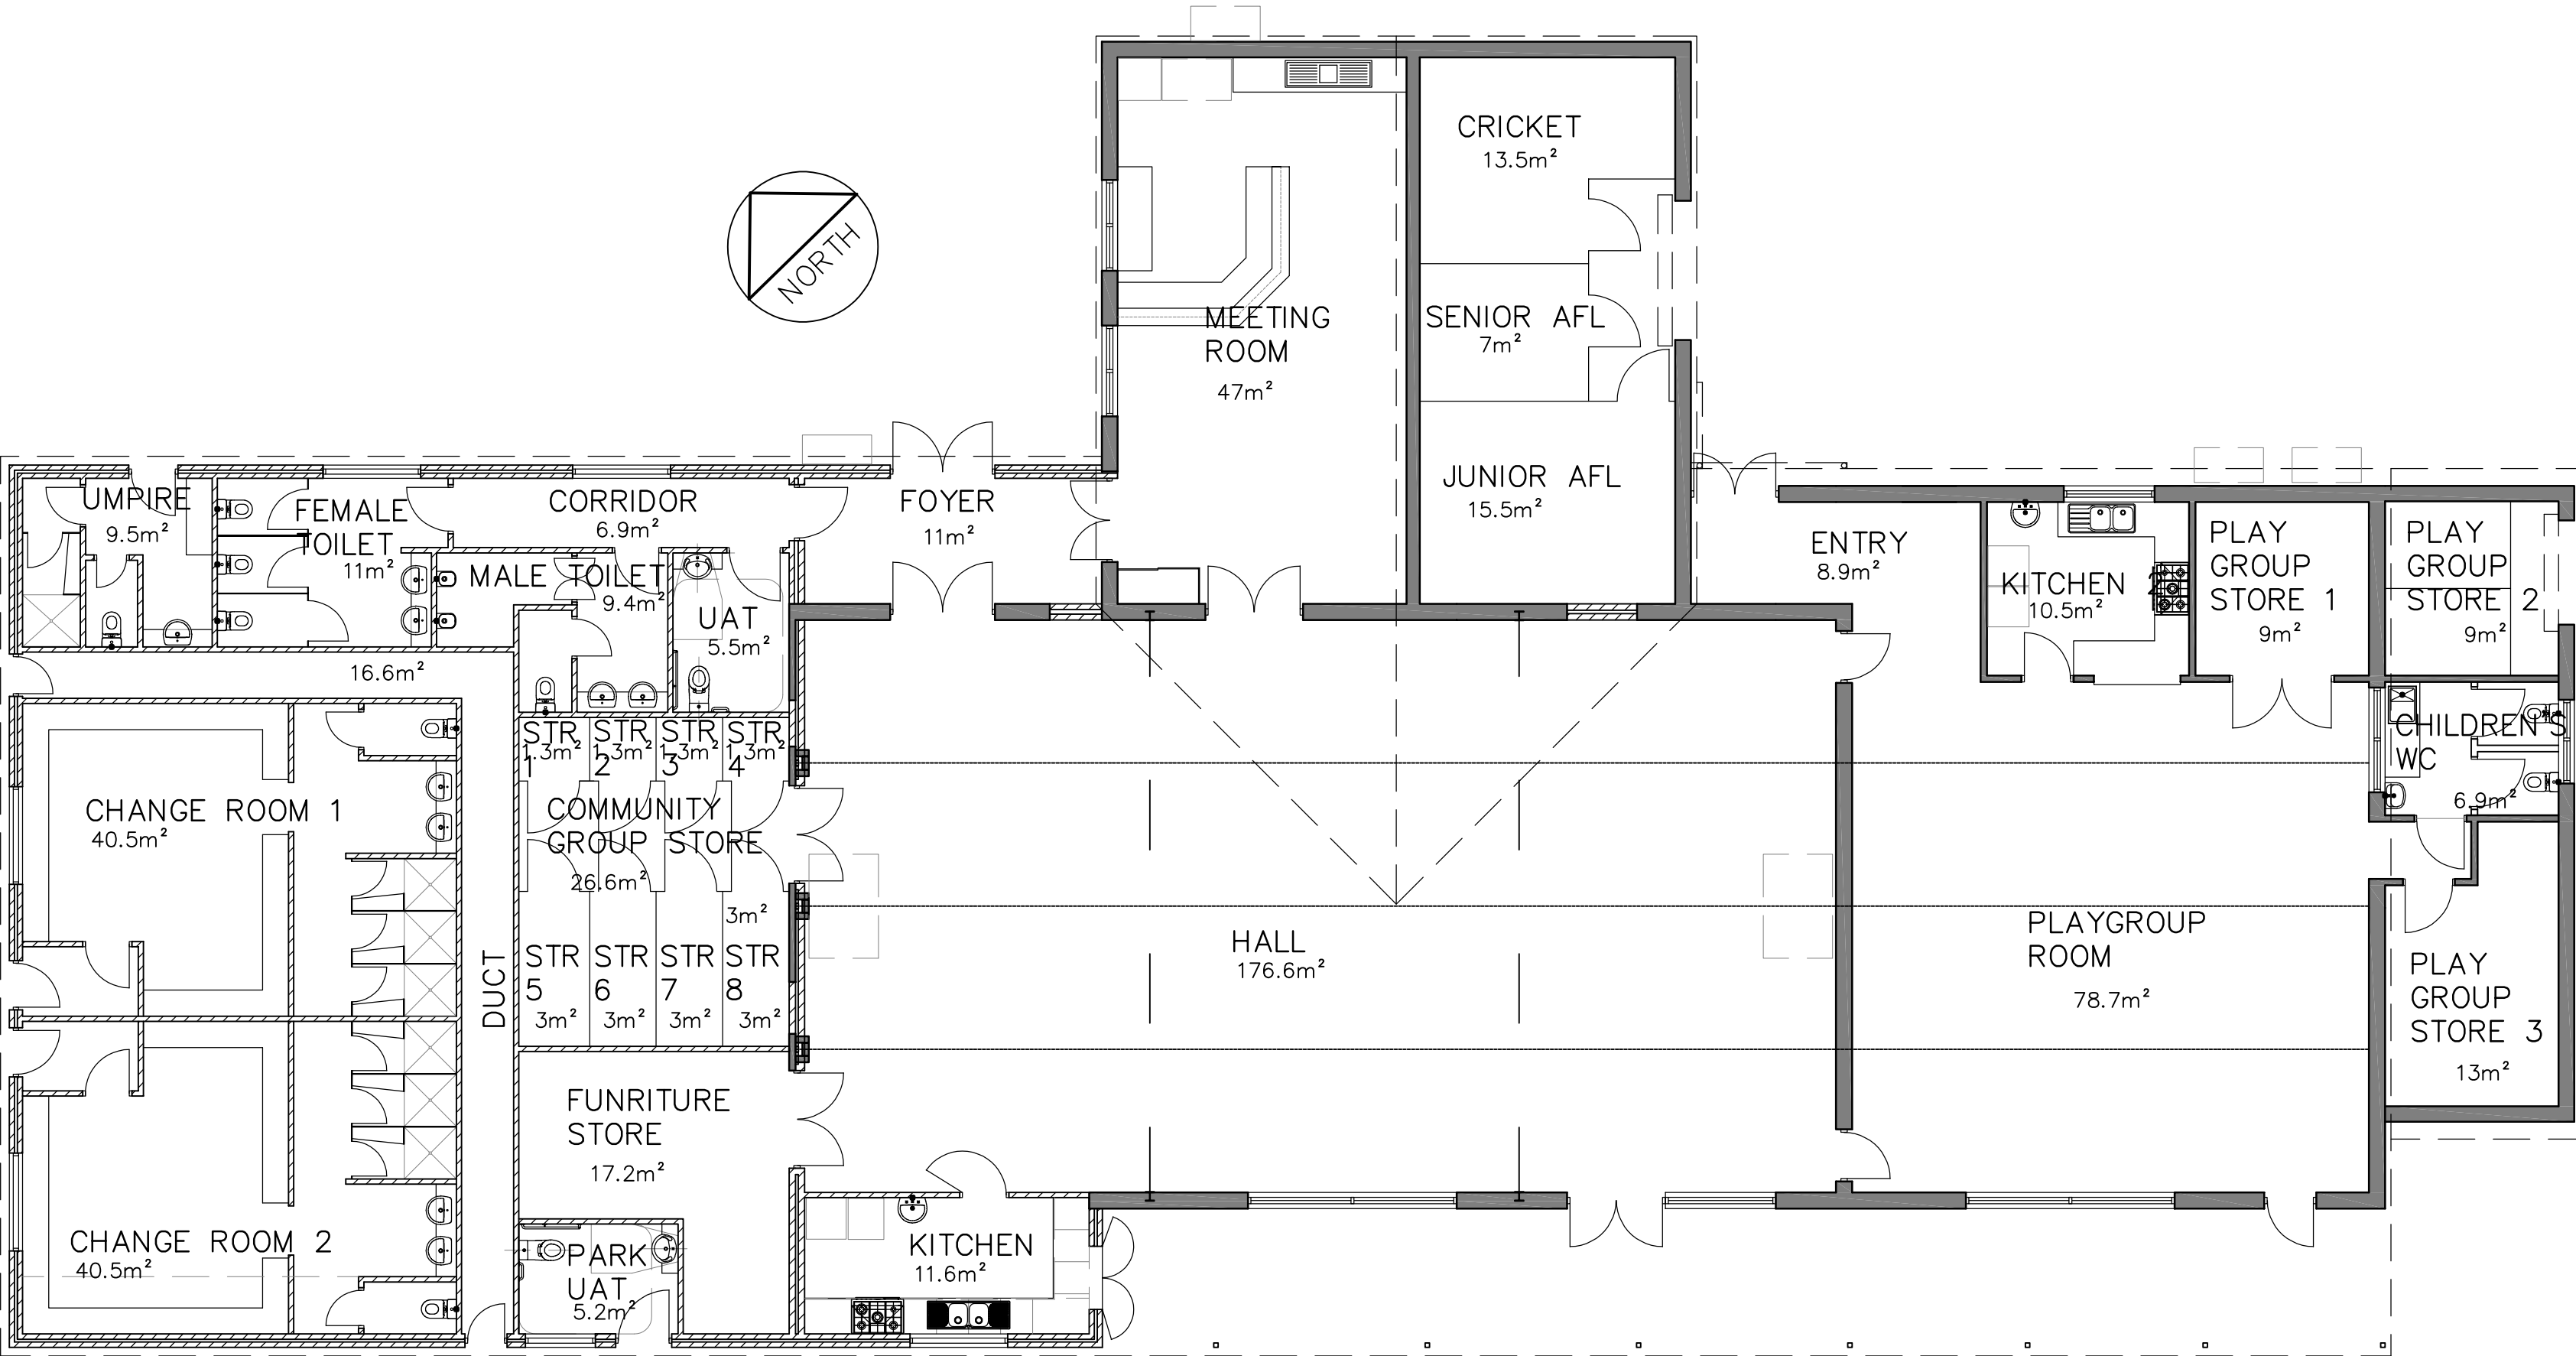 CRICKET
13.5m²
NORTH
SENIOR AFL
7m²
MEETING
ROOM
47m²
JUNIOR AFL
15.5m²
UMPIRE
9.5m²
FEMALE
TOILET
11m²
CORRIDOR
6.9m²
FOYER
11m²
MALE TOILET
9.4m²
UAT
5.5m²
ENTRY
8.9m²
KITCHEN 2
10.5m²
PLAY
GROUP
STORE 1
9m²
PLAY
GROUP
STORE 2
9m²
16.6m²
STR
1
1.3m²
STR
2
1.3m²
STR
3
1.3m²
STR
4
1.3m²
CHILDREN'S
WC
6.9m²
CHANGE ROOM 1
40.5m²
COMMUNITY
GROUP STORE
26.6m²
3m²
STR
5
3m²
STR
6
3m²
STR
7
3m²
STR
8
3m²
DUCT
HALL
176.6m²
PLAYGROUP
ROOM
78.7m²
PLAY
GROUP
STORE 3
13m²
FUNRITURE
STORE
17.2m²
CHANGE ROOM 2
40.5m²
PARK
UAT
5.2m²
KITCHEN
11.6m²